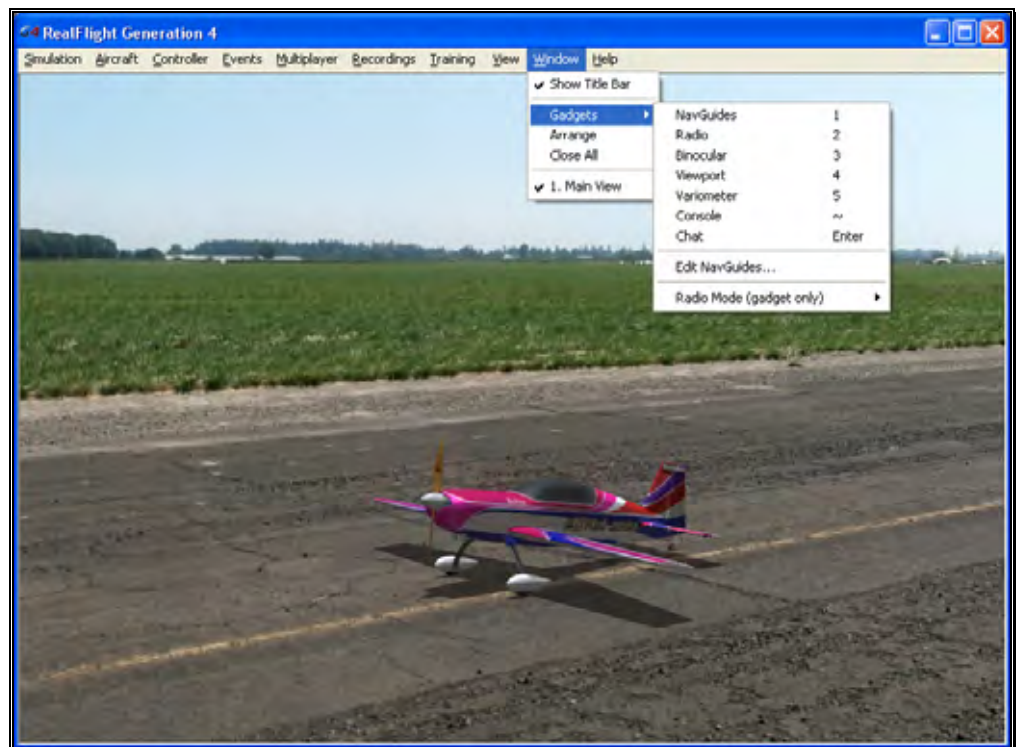 RealFlight Generation 4
Simulation Aircraft Controller Events Multiplayer Recordings Training View Window Help
Show Title Bar
Gadgets
Arrange
Close All
1. Main View
NavGuides 1
Radio 2
Binocular 3
Viewport 4
Variometer 5
Console ~
Chat Enter
Edit NavGuides...
Radio Mode (gadget only)